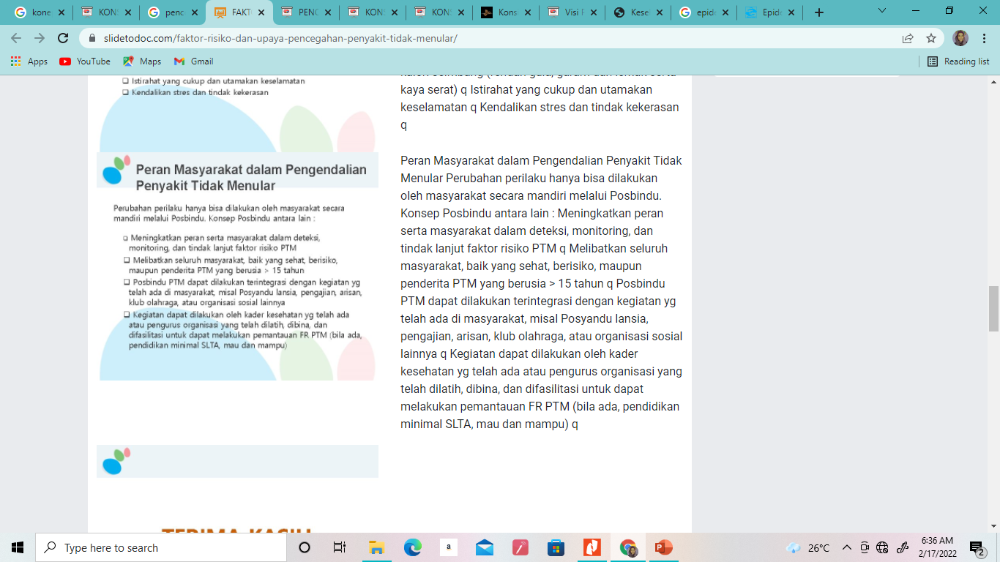 kone
KONS
penc
FAKT
PENC
KONS
KONS
Kons
Visi
Kese
epid
Epid
slidetodoc.com/faktor-risiko-dan-upaya-pencegahan-penyakit-tidak-menular/
Apps
YouTube
Maps
Gmail
Reading list
❑ Istirahat yang cukup dan utamakan keselamatan
❑ Kendalikan stres dan tindak kekerasan
Peran Masyarakat dalam Pengendalian
Penyakit Tidak Menular
Perubahan perilaku hanya bisa dilakukan oleh masyarakat secara
mandiri melalui Posbindu. Konsep Posbindu antara lain :
❑ Meningkatkan peran serta masyarakat dalam deteksi,
monitoring, dan tindak lanjut faktor risiko PTM
❑ Melibatkan seluruh masyarakat, baik yang sehat, berisiko,
maupun penderita PTM yang berusia > 15 tahun
❑ Posbindu PTM dapat dilakukan terintegrasi dengan kegiatan yg
telah ada di masyarakat, misal Posyandu lansia, pengajian, arisan,
klub olahraga, atau organisasi sosial lainnya
❑ Kegiatan dapat dilakukan oleh kader kesehatan yg telah ada
atau pengurus organisasi yang telah dilatih, dibina, dan
difasilitasi untuk dapat melakukan pemantauan FR PTM (bila ada,
pendidikan minimal SLTA, mau dan mampu)
TERIMA KASIH
kaya serat) q Istirahat yang cukup dan utamakan
keselamatan q Kendalikan stres dan tindak kekerasan
q
Peran Masyarakat dalam Pengendalian Penyakit Tidak
Menular Perubahan perilaku hanya bisa dilakukan
oleh masyarakat secara mandiri melalui Posbindu.
Konsep Posbindu antara lain : Meningkatkan peran
serta masyarakat dalam deteksi, monitoring, dan
tindak lanjut faktor risiko PTM q Melibatkan seluruh
masyarakat, baik yang sehat, berisiko, maupun
penderita PTM yang berusia > 15 tahun q Posbindu
PTM dapat dilakukan terintegrasi dengan kegiatan yg
telah ada di masyarakat, misal Posyandu lansia,
pengajian, arisan, klub olahraga, atau organisasi sosial
lainnya q Kegiatan dapat dilakukan oleh kader
kesehatan yg telah ada atau pengurus organisasi yang
telah dilatih, dibina, dan difasilitasi untuk dapat
melakukan pemantauan FR PTM (bila ada, pendidikan
minimal SLTA, mau dan mampu) q
Type here to search
a
26°C
6:36 AM
2/17/2022
2